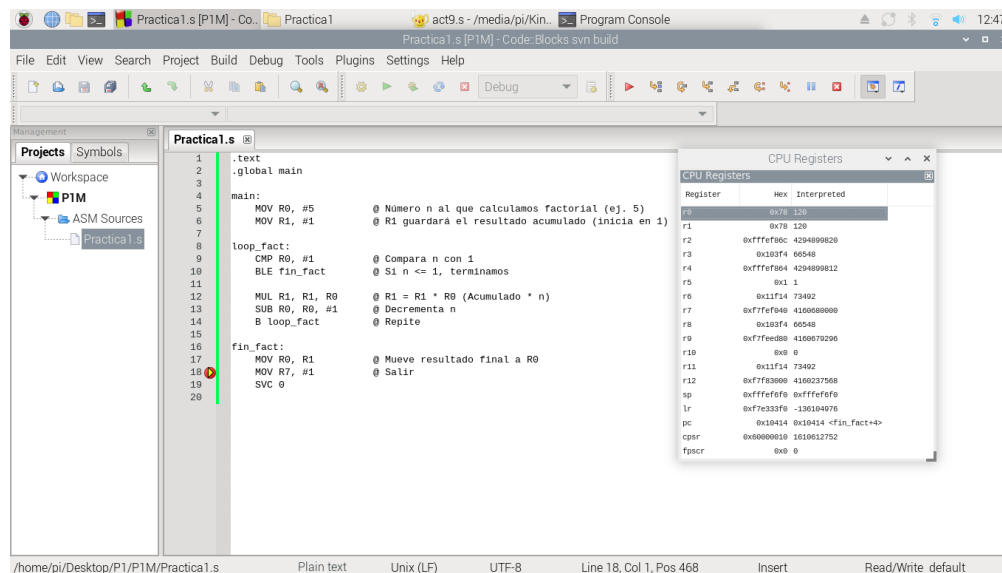 Practica1.s [P1M] - Co..
Practica1
act9.s - /media/pi/Kin..
Program Console
12:47
Practica1.s [P1M] - Code::Blocks svn build
File Edit View Search Project Build Debug Tools Plugins Settings Help
Debug
Management
Projects Symbols
Workspace
P1M
ASM Sources
Practica1.s
Practica1.s
1 .text
2 .global main
3
4 main:
5 MOV R0, #5 @ Número n al que calculamos factorial (ej. 5)
6 MOV R1, #1 @ R1 guardará el resultado acumulado (inicia en 1)
7
8 loop_fact:
9 CMP R0, #1 @ Compara n con 1
10 BLE fin_fact @ Si n <= 1, terminamos
11
12 MUL R1, R1, R0 @ R1 = R1 * R0 (Acumulado * n)
13 SUB R0, R0, #1 @ Decrementa n
14 B loop_fact @ Repite
15
16 fin_fact:
17 MOV R0, R1 @ Mueve resultado final a R0
18 MOV R7, #1 @ Salir
19 SVC 0
20
CPU Registers
CPU Registers
Register Hex Interpreted
r0 0x78 120
r1 0x78 120
r2 0xfffef86c 4294899820
r3 0x103f4 66548
r4 0xfffef864 4294899812
r5 0x1 1
r6 0x11f14 73492
r7 0xf7fef040 4160680000
r8 0x103f4 66548
r9 0xf7feed80 4160679296
r10 0x0 0
r11 0x11f14 73492
r12 0xf7f83000 4160237568
sp 0xfffef6f0 0xfffef6f0
lr 0xf7e333f0 -136104976
pc 0x10414 0x10414 <fin_fact+4>
cpsr 0x60000010 1610612752
fpscr 0x0 0
/home/pi/Desktop/P1/P1M/Practica1.s Plain text Unix (LF) UTF-8 Line 18, Col 1, Pos 468 Insert Read/Write default